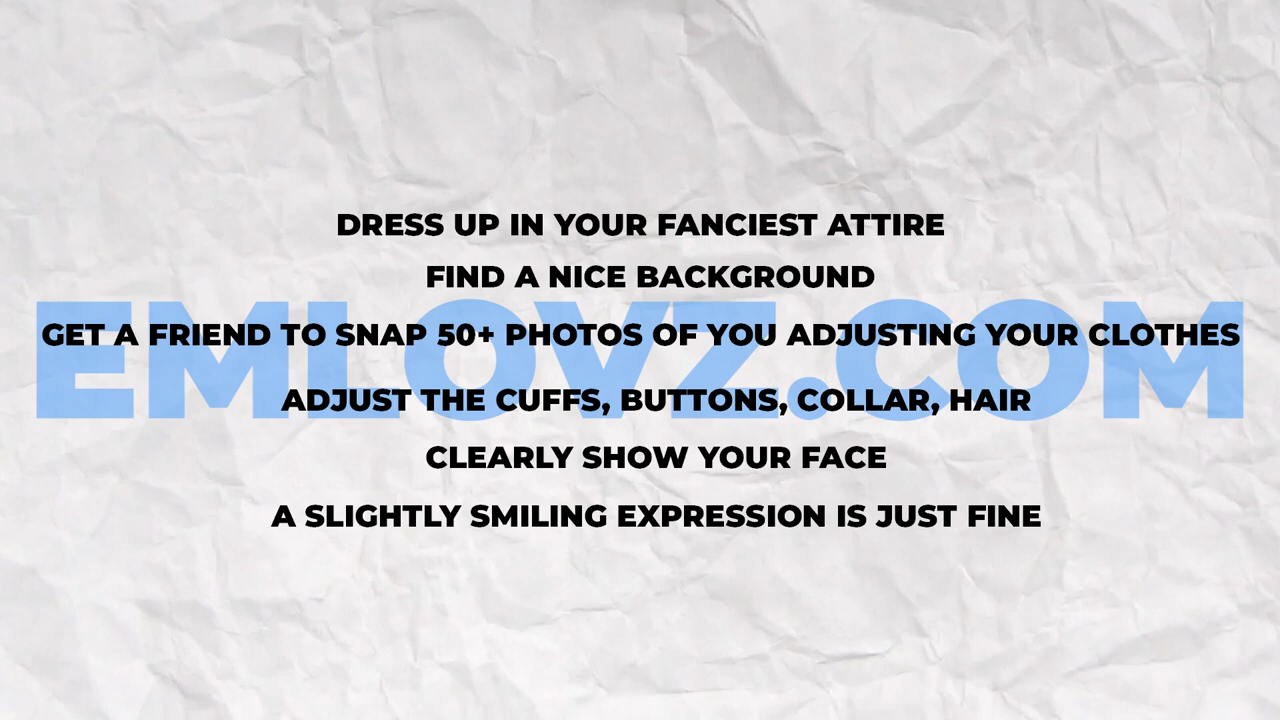 DRESS UP IN YOUR FANCIEST ATTIRE
FIND A NICE BACKGROUND
EMLOVZ.COM
GET A FRIEND TO SNAP 50+ PHOTOS OF YOU ADJUSTING YOUR CLOTHES
ADJUST THE CUFFS, BUTTONS, COLLAR, HAIR
CLEARLY SHOW YOUR FACE
A SLIGHTLY SMILING EXPRESSION IS JUST FINE